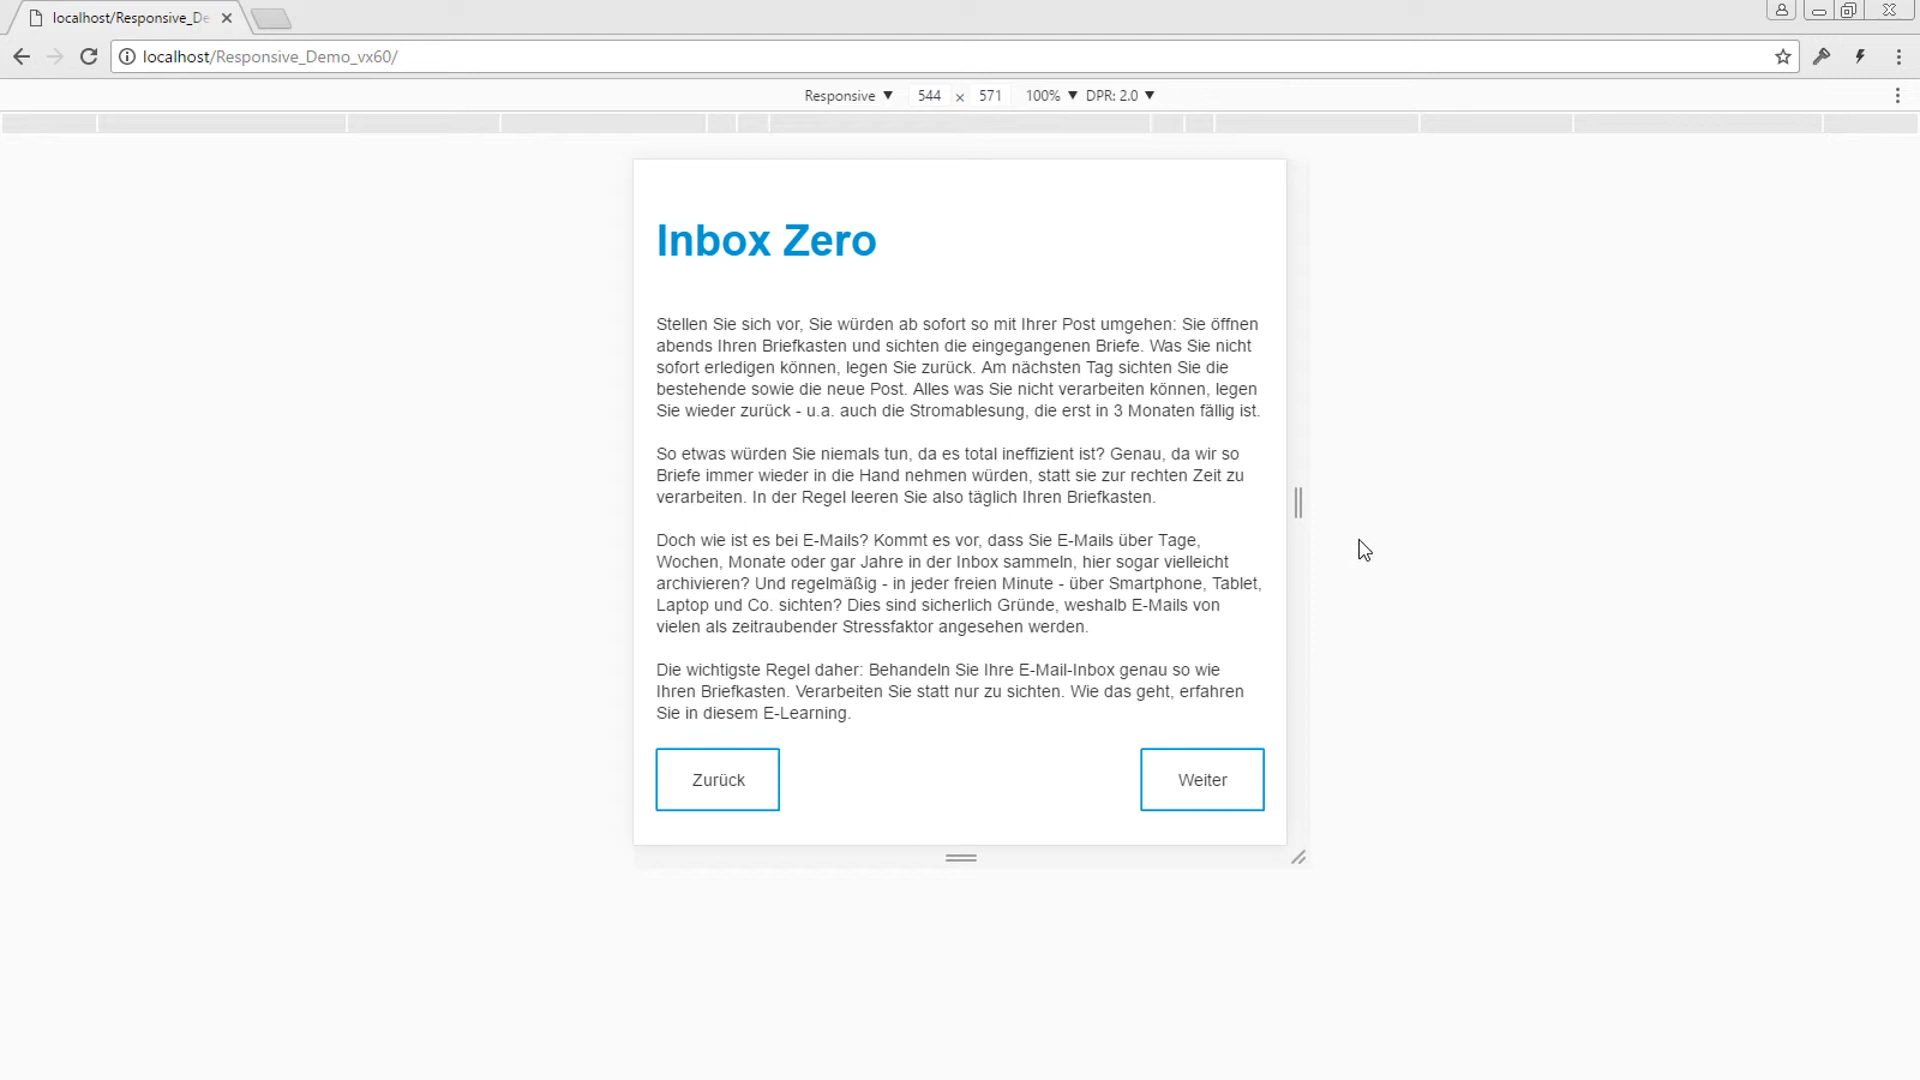 localhost/Responsive_De
localhost/Responsive_Demo_vx60/
Responsive ▼ 544 x 571 100% ▼ DPR: 2.0 ▼
Inbox Zero
Stellen Sie sich vor, Sie würden ab sofort so mit Ihrer Post umgehen: Sie öffnen
abends Ihren Briefkasten und sichten die eingegangenen Briefe. Was Sie nicht
sofort erledigen können, legen Sie zurück. Am nächsten Tag sichten Sie die
bestehende sowie die neue Post. Alles was Sie nicht verarbeiten können, legen
Sie wieder zurück - u.a. auch die Stromablesung, die erst in 3 Monaten fällig ist.
So etwas würden Sie niemals tun, da es total ineffizient ist? Genau, da wir so
Briefe immer wieder in die Hand nehmen würden, statt sie zur rechten Zeit zu
verarbeiten. In der Regel leeren Sie also täglich Ihren Briefkasten.
Doch wie ist es bei E-Mails? Kommt es vor, dass Sie E-Mails über Tage,
Wochen, Monate oder gar Jahre in der Inbox sammeln, hier sogar vielleicht
archivieren? Und regelmäßig - in jeder freien Minute - über Smartphone, Tablet,
Laptop und Co. sichten? Dies sind sicherlich Gründe, weshalb E-Mails von
vielen als zeitraubender Stressfaktor angesehen werden.
Die wichtigste Regel daher: Behandeln Sie Ihre E-Mail-Inbox genau so wie
Ihren Briefkasten. Verarbeiten Sie statt nur zu sichten. Wie das geht, erfahren
Sie in diesem E-Learning.
Zurück
Weiter